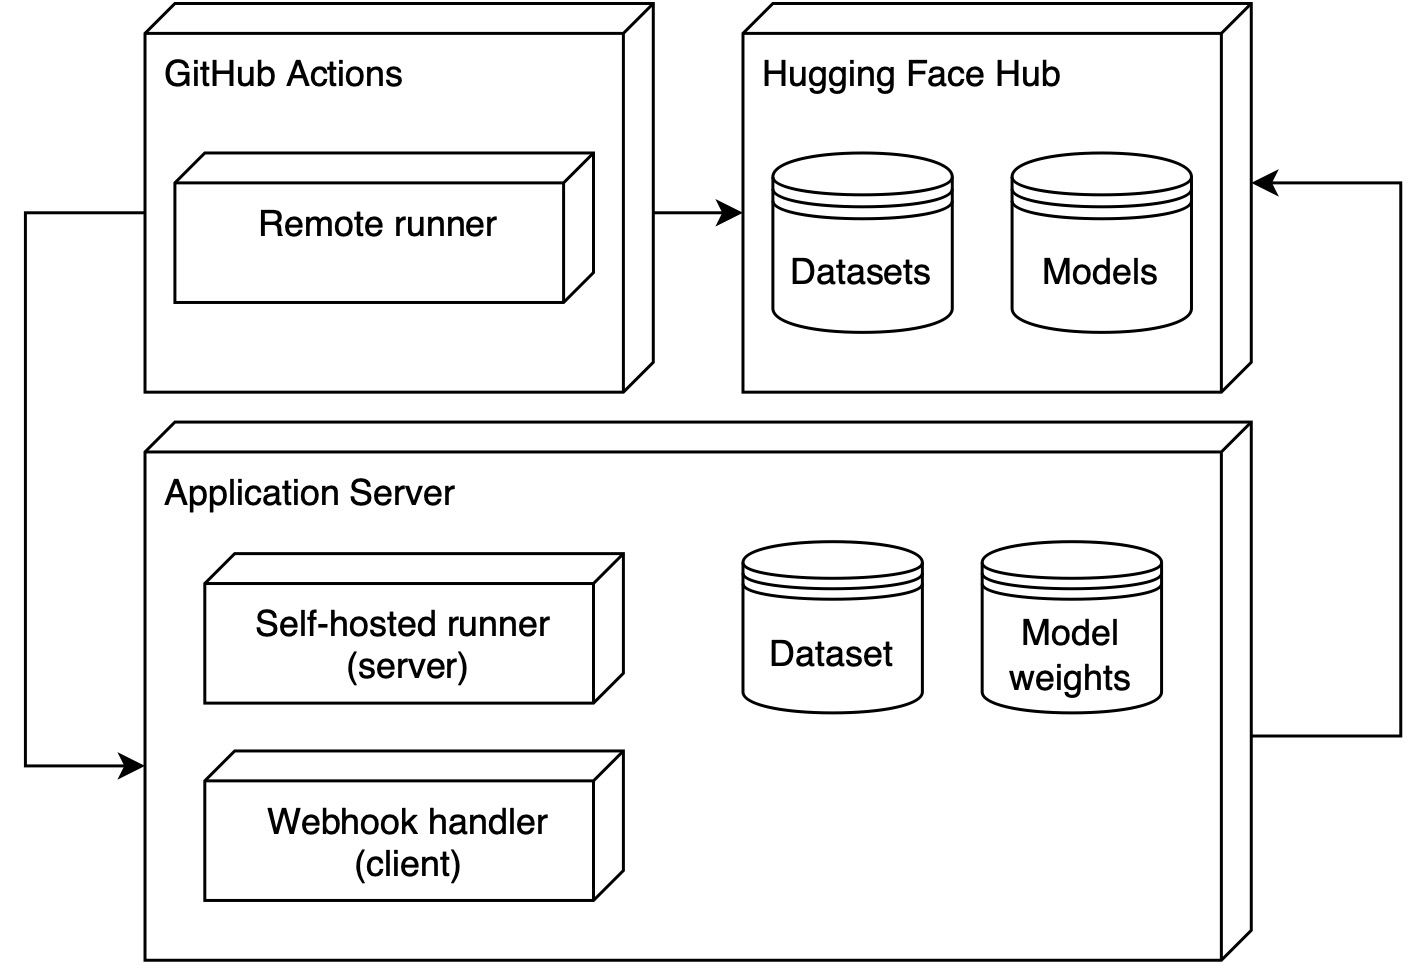 GitHub Actions
Remote runner
Hugging Face Hub
Datasets
Models
Application Server
Self-hosted runner
(server)
Webhook handler
(client)
Dataset
Model
weights